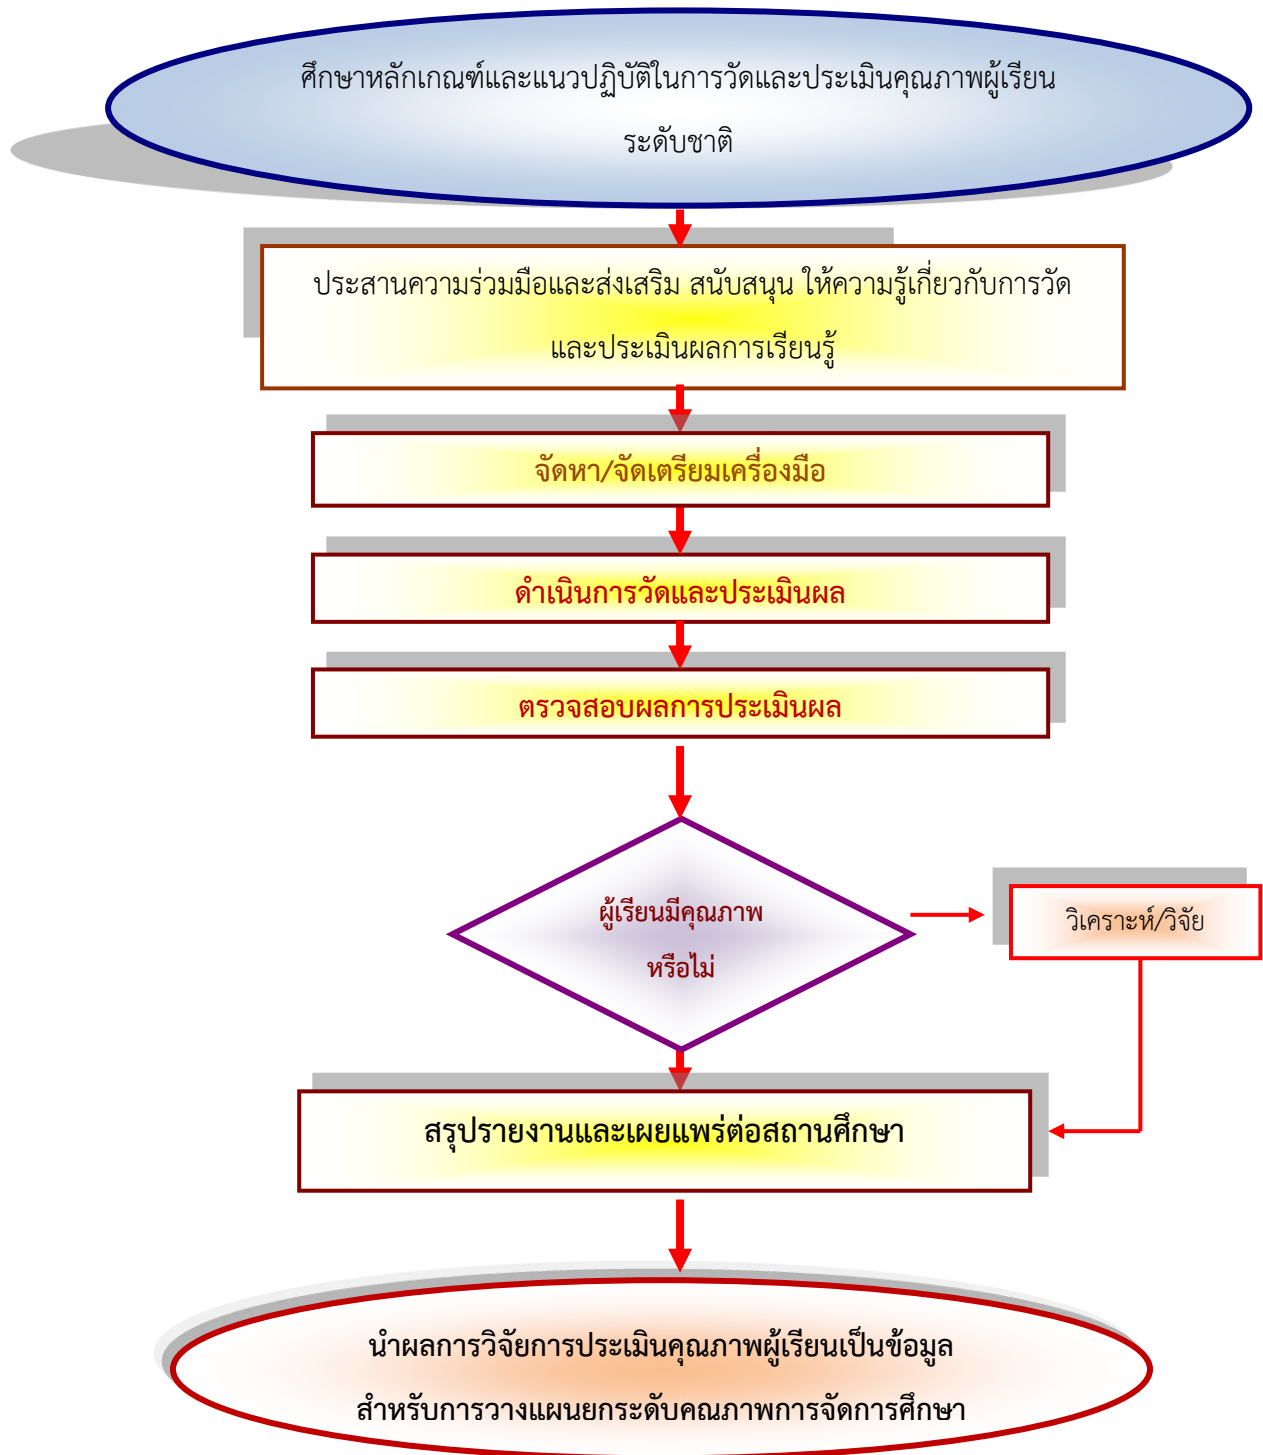 ศึกษาหลักเกณฑ์และแนวปฏิบัติในการวัดและประเมินคุณภาพผู้เรียน
ระดับชาติ
ประสานความร่วมมือและส่งเสริม สนับสนุน ให้ความรู้เกี่ยวกับการวัด
และประเมินผลการเรียนรู้
จัดหา/จัดเตรียมเครื่องมือ
ดำเนินการวัดและประเมินผล
ตรวจสอบผลการประเมินผล
ผู้เรียนมีคุณภาพ
หรือไม่
วิเคราะห์/วิจัย
สรุปรายงานและเผยแพร่ต่อสถานศึกษา
นำผลการวิจัยการประเมินคุณภาพผู้เรียนเป็นข้อมูล
สำหรับการวางแผนยกระดับคณภาพการจัดการศึกษา